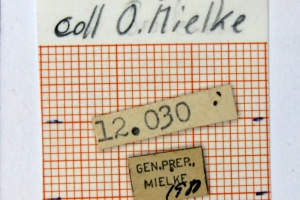 coll O. Mielke
12.030
GEN. PREP.,
MIELKE